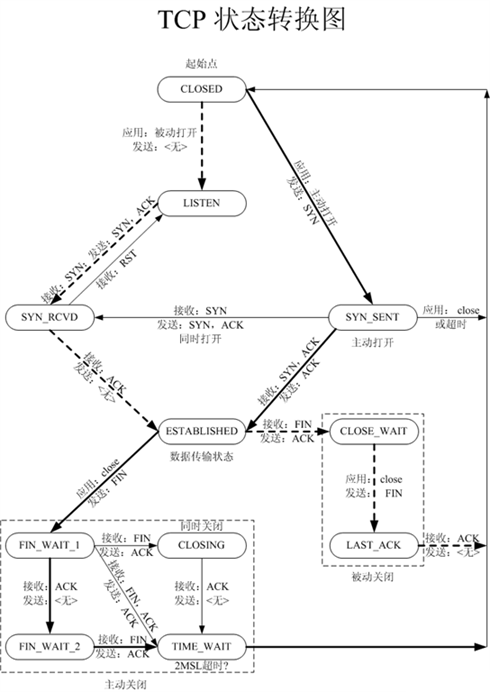 TCP 状态转换图
起始点
CLOSED
应用：被动打开
发送：<无>
应用：主动打开
发送：SYN
LISTEN
接收：SYN；发送：SYN，ACK
接收：RST
SYN_RCVD
接收：SYN
发送：SYN，ACK
同时打开
SYN_SENT
主动打开
应用：close
或超时
接收：ACK
发送：<无>
接收：SYN，ACK
发送：ACK
ESTABLISHED
数据传输状态
接收：FIN
发送：ACK
CLOSE_WAIT
应用：close
发送：FIN
应用：close
发送：FIN
LAST_ACK
接收：ACK
发送：<无>
被动关闭
同时关闭
FIN_WAIT_1
接收：FIN
发送：ACK
CLOSING
接收：ACK
发送：<无>
接收：FIN，ACK
发送：ACK
接收：ACK
发送：<无>
FIN_WAIT_2
接收：FIN
发送：ACK
TIME_WAIT
2MSL超时？
主动关闭